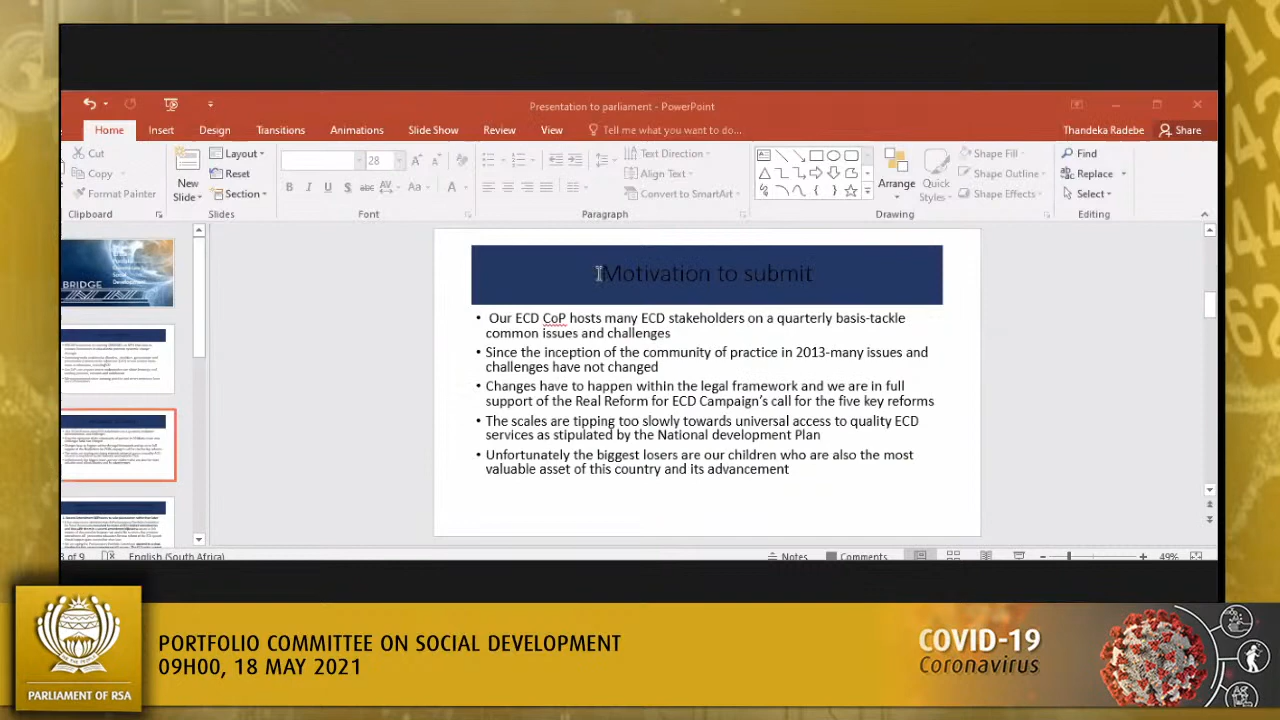 Presentation to parliament - PowerPoint
Home Insert Design Transitions Animations Slide Show Review View Tell me what you want to do... Thandeka Radebe Share
Cut Layout 28 Text Direction Shape Fill Find
Copy New Reset Align Text Arrange Quick Shape Outline Replace
Format Painter Slide Section B I U S abc AV Aa A Convert to SmartArt Styles Shape Effects Select
Clipboard Slides Font Paragraph Drawing Editing
BRIDGE
Motivation to submit
• Our ECD CoP hosts many ECD stakeholders on a quarterly basis-tackle
common issues and challenges
• Since the inception of the community of practice in 2013-many issues and
challenges have not changed
• Changes have to happen within the legal framework and we are in full
support of the Real Reform for ECD Campaign's call for the five key reforms
• The scales are tipping too slowly towards universal access to quality ECD
services as stipulated by the National development Plan
• Unfortunately the biggest losers are our children who are also the most
valuable asset of this country and its advancement
of 9 English (South Africa) Notes Comments 49%
PARLIAMENT OF RSA
PORTFOLIO COMMITTEE ON SOCIAL DEVELOPMENT
09H00, 18 MAY 2021
COVID-19
Coronavirus